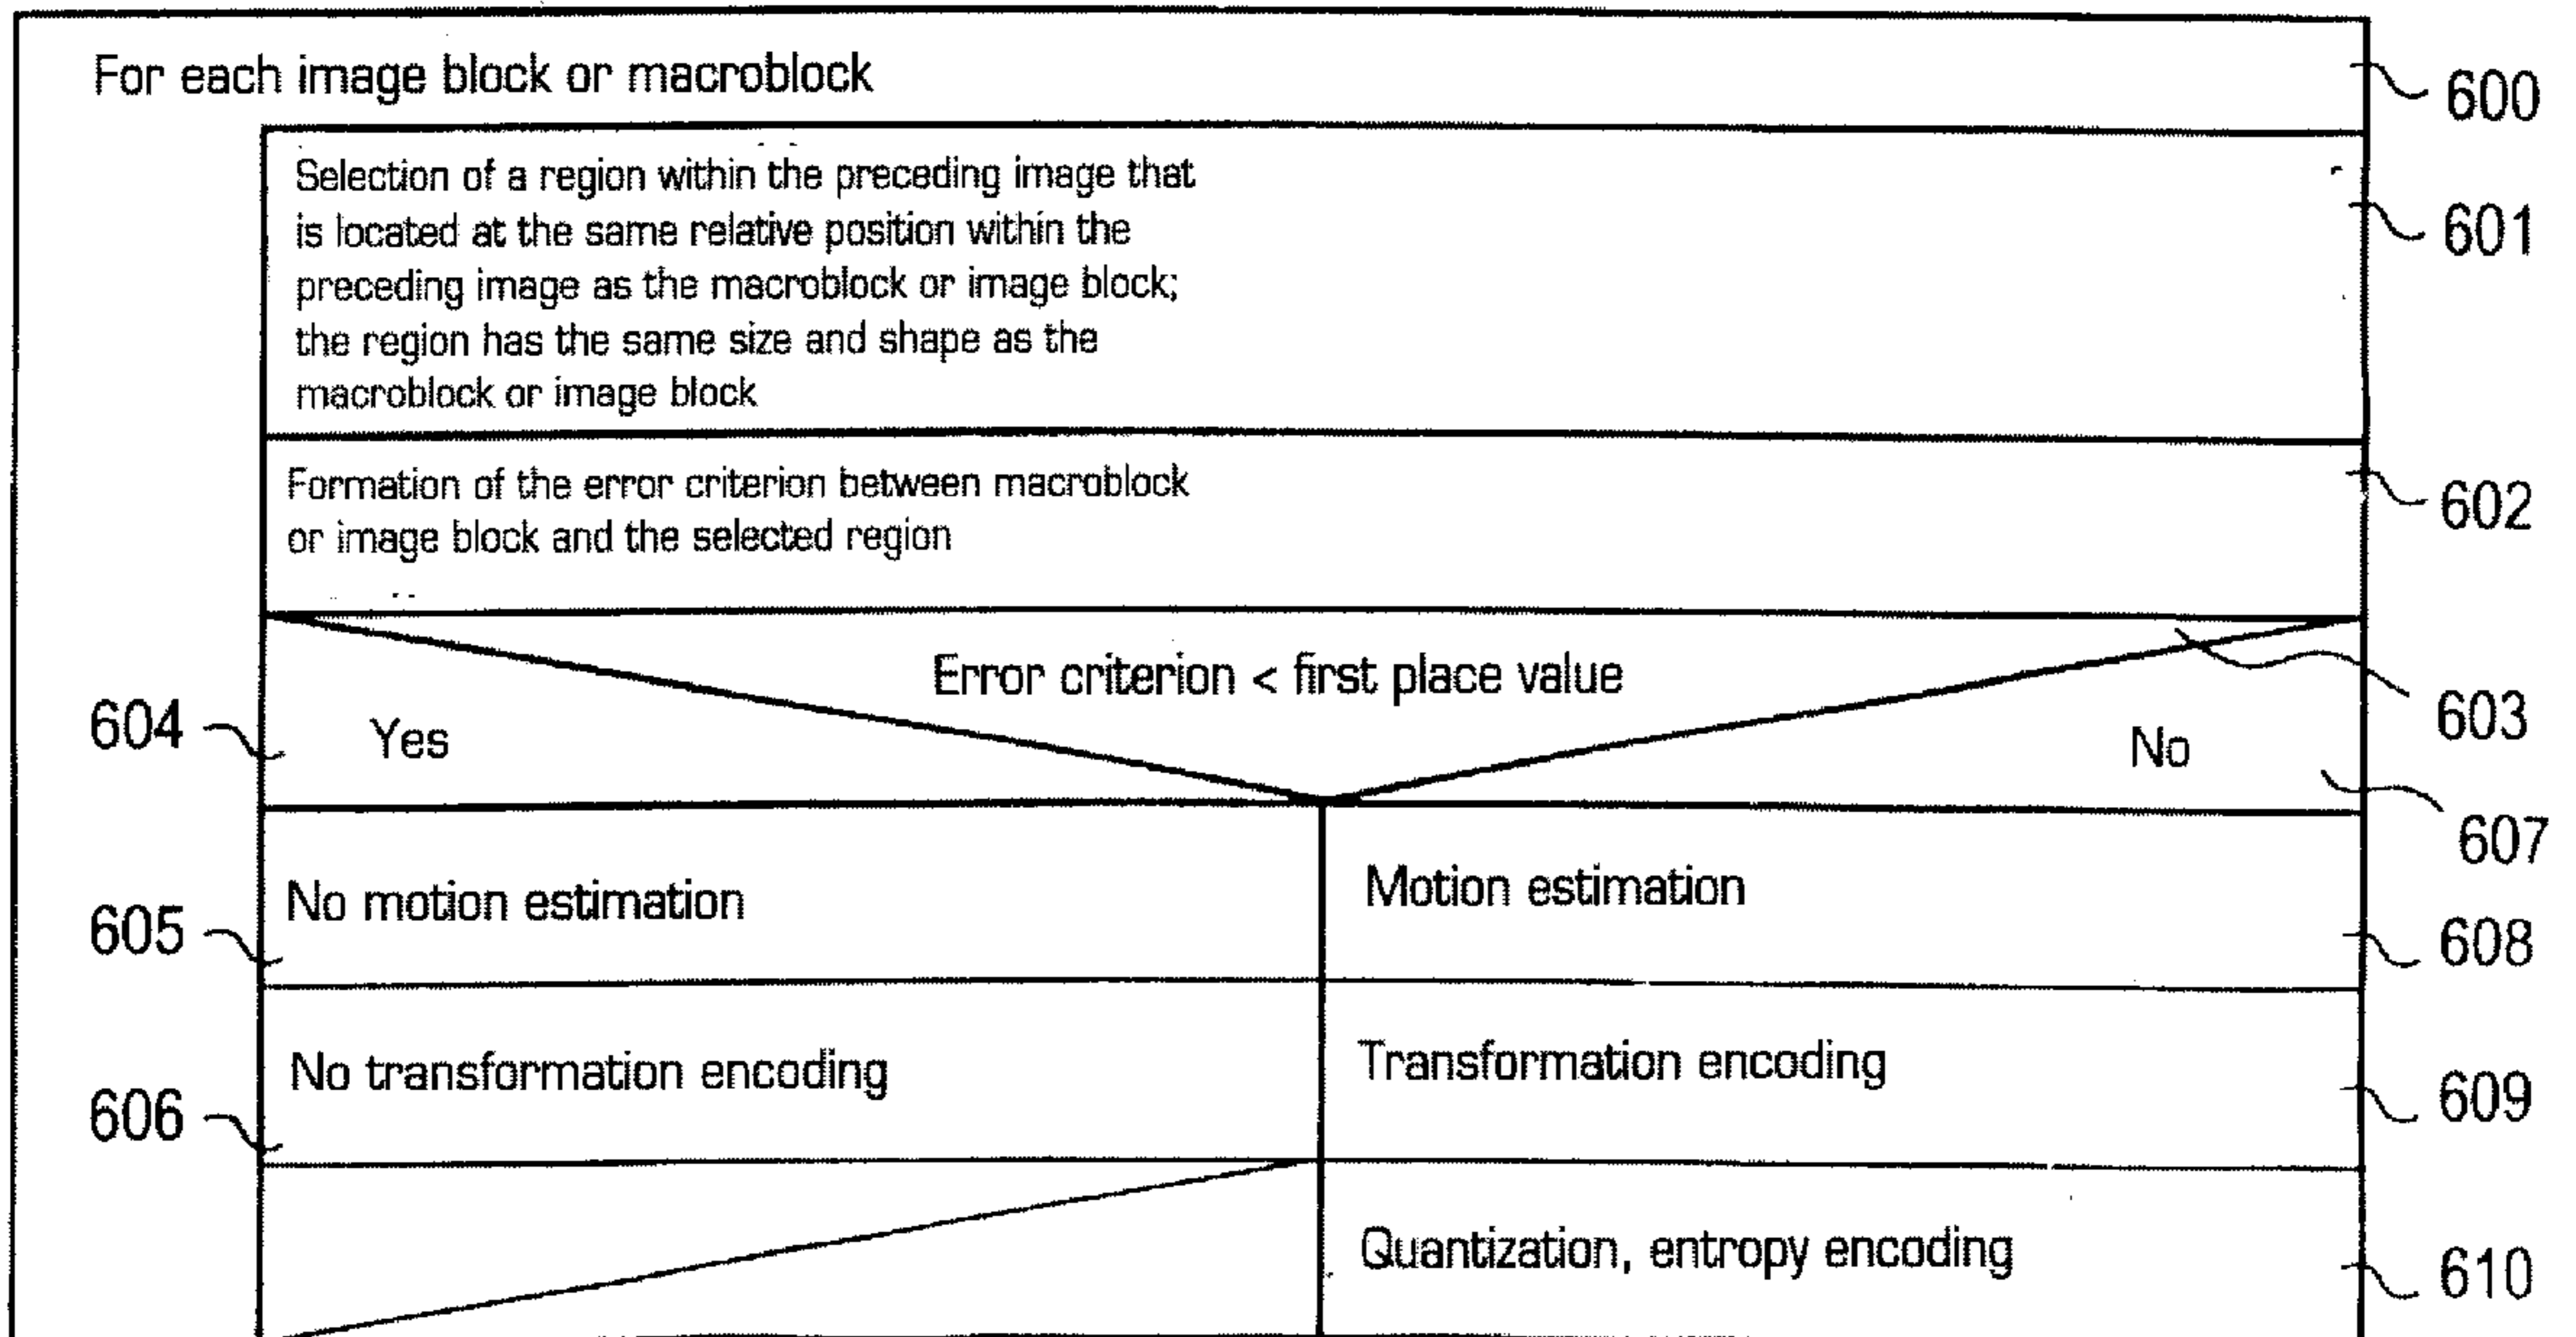 For each image block or macroblock
600
Selection of a region within the preceding image that
is located at the same relative position within the
preceding image as the macroblock or image block;
the region has the same size and shape as the
macroblock or image block
601
Formation of the error criterion between macroblock
or image block and the selected region
602
Error criterion < first place value
603
604
Yes
No
607
605
No motion estimation
Motion estimation
608
606
No transformation encoding
Transformation encoding
609
Quantization, entropy encoding
610